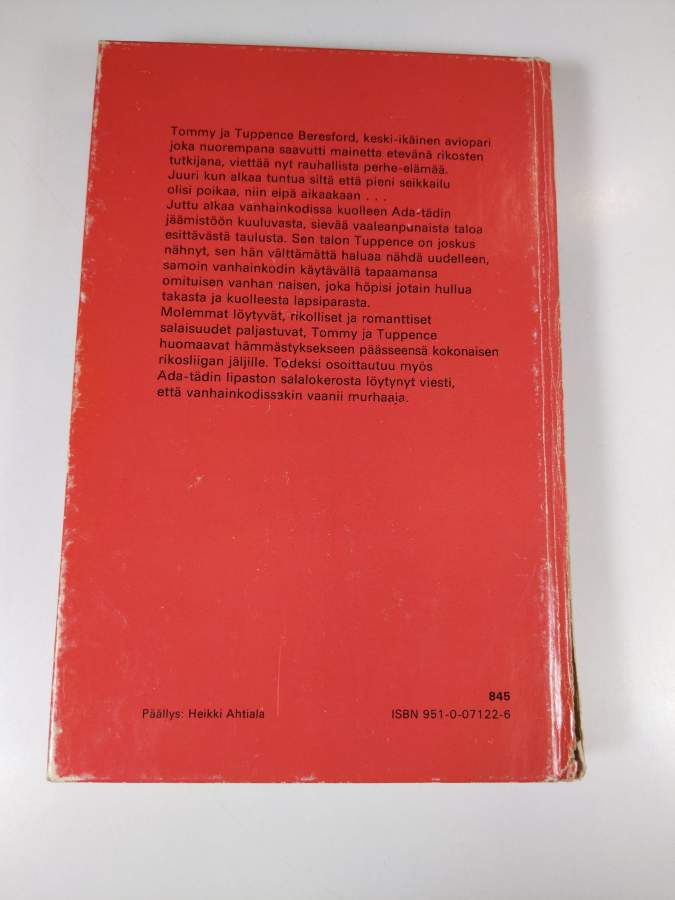 Tommy ja Tuppence Beresford, keski-ikäinen aviopari
joka nuorempana saavutti mainetta etevänä rikosten
tutkijana, viettää nyt rauhallista perhe-elämää.
Juuri kun alkaa tuntua siltä että pieni seikkailu
olisi poikaa, niin eipä aikaakaan . . .
Juttu alkaa vanhainkodissa kuolleen Ada-tädin
jäämistöön kuuluvasta, sievää vaaleanpunaista taloa
esittävästä taulusta. Sen talon Tuppence on joskus
nähnyt, sen hän välttämättä haluaa nähdä uudelleen,
samoin vanhainkodin käytävällä tapaamansa
omituisen vanhan naisen, joka höpisi jotain hullua
takasta ja kuolleesta lapsiparasta.
Molemmat löytyvät, rikolliset ja romanttiset
salaisuudet paljastuvat, Tommy ja Tuppence
huomaavat hämmästyksekseen päässeensä kokonaisen
rikosliigan jäljille. Todeksi osoittautuu myös
Ada-tädin lipaston salalokerosta löytynyt viesti,
että vanhainkodissakin vaanii murhaaja.
845
Päällys: Heikki Ahtiala ISBN 951-0-07122-6